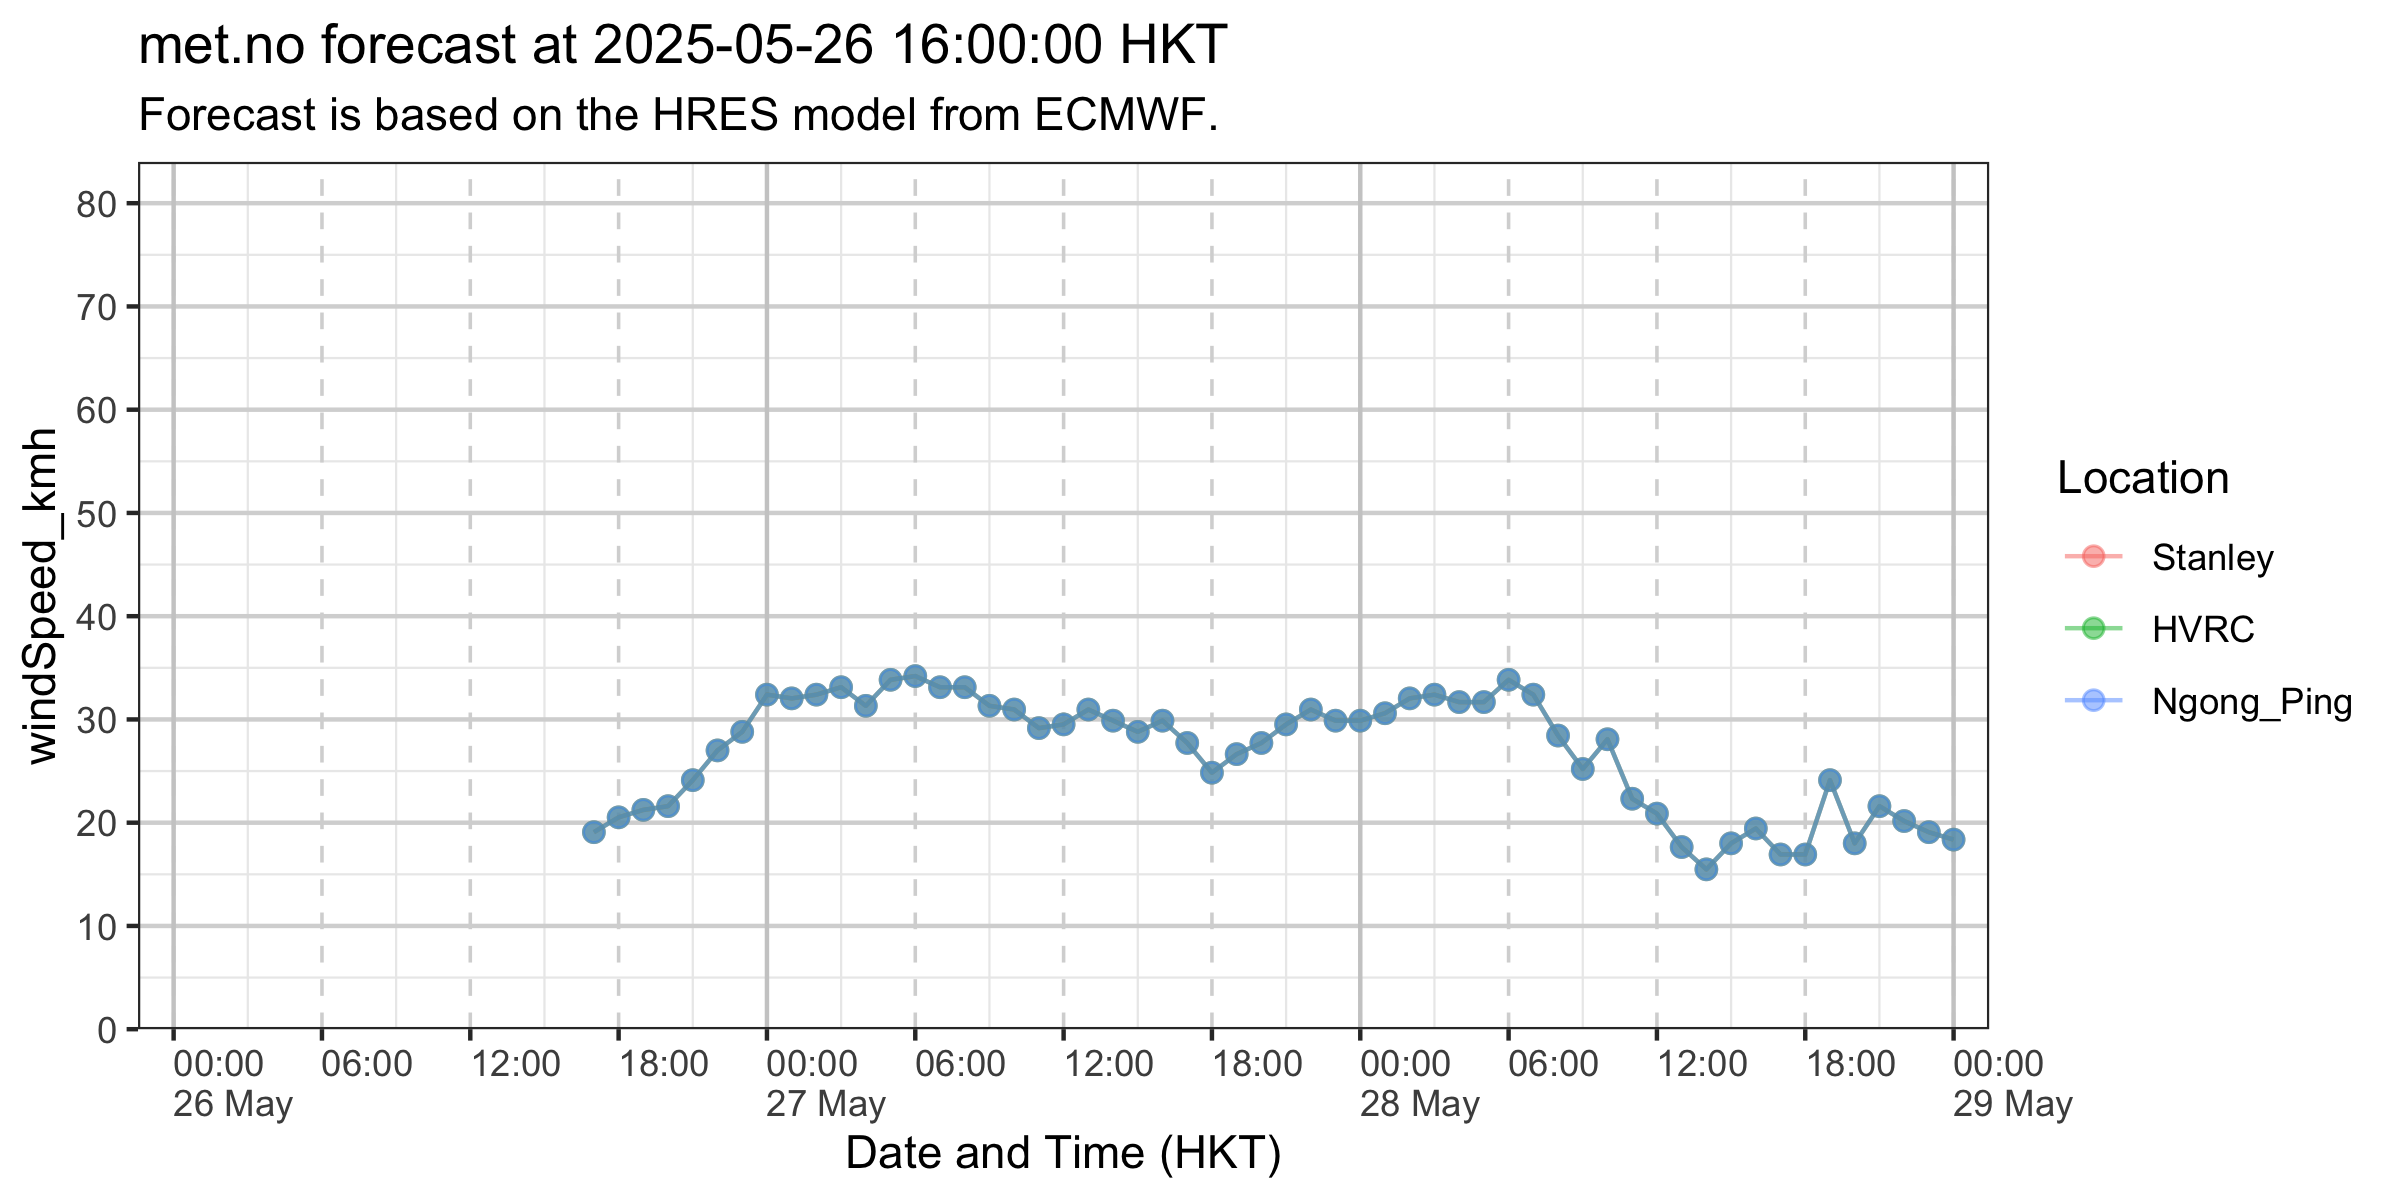 met.no forecast at 2025-05-26 16:00:00 HKT
Forecast is based on the HRES model from ECMWF.
windSpeed_kmh
80
70
60
50
40
30
20
10
0
00:00 06:00 12:00 18:00 00:00 06:00 12:00 18:00 00:00 06:00 12:00 18:00 00:00
26 May 27 May 28 May 29 May
Date and Time (HKT)
Location
Stanley
HVRC
Ngong_Ping